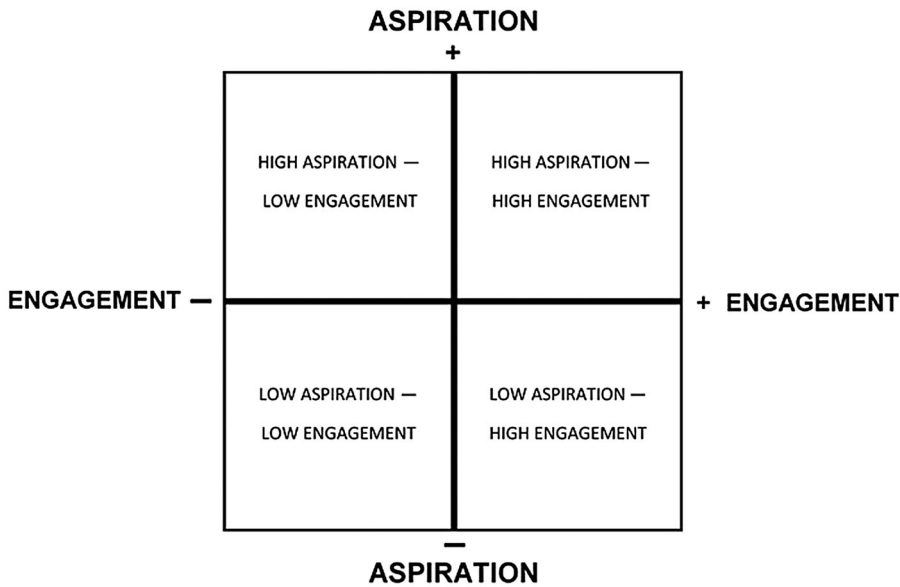 ASPIRATION
+
HIGH ASPIRATION —
LOW ENGAGEMENT
HIGH ASPIRATION —
HIGH ENGAGEMENT
ENGAGEMENT —
+ ENGAGEMENT
LOW ASPIRATION —
LOW ENGAGEMENT
LOW ASPIRATION —
HIGH ENGAGEMENT
—
ASPIRATION